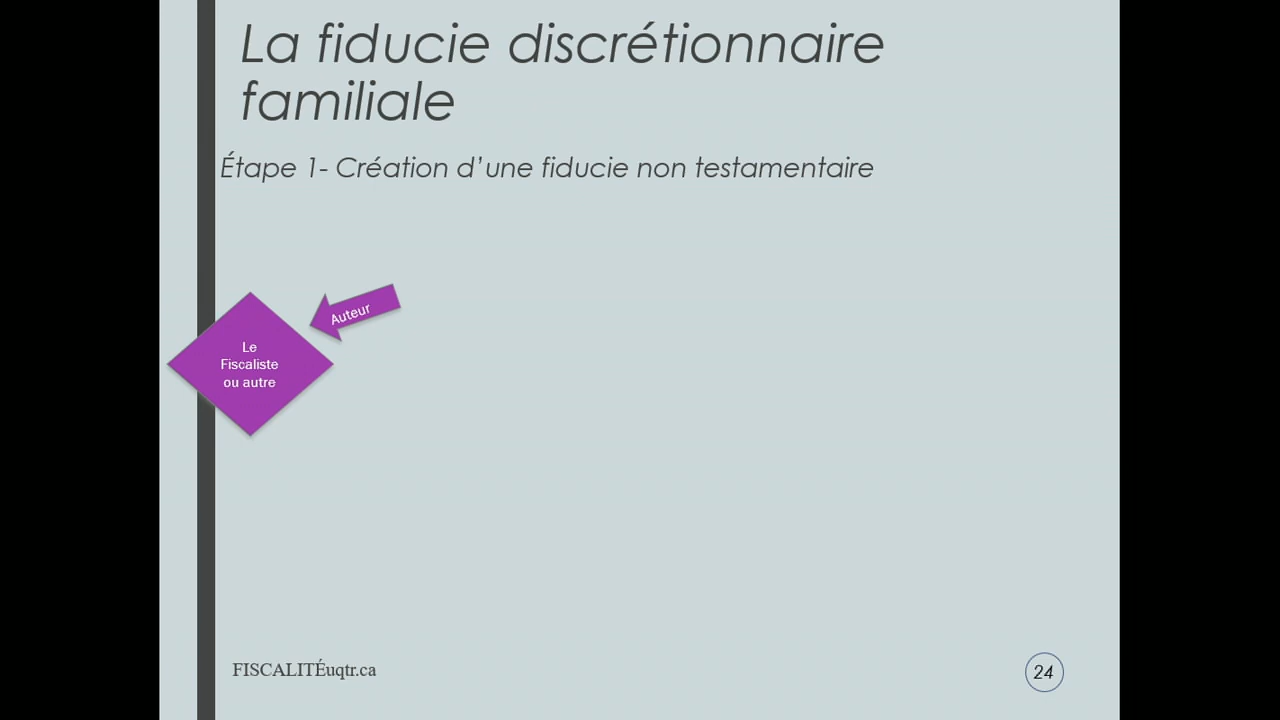 La fiducie discrétionnaire
familiale
Étape 1- Création d’une fiducie non testamentaire
Auteur
Le
Fiscaliste
ou autre
FISCALITÉuqtr.ca
24